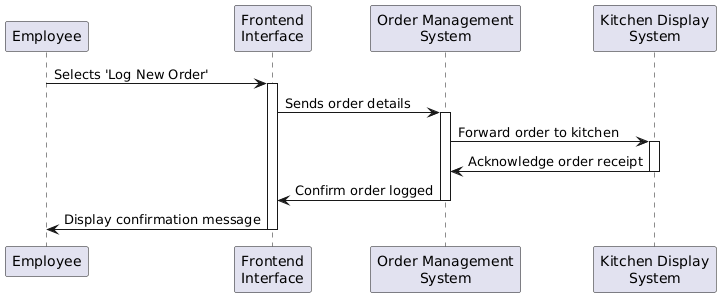 Employee
Frontend
Interface
Order Management
System
Kitchen Display
System
Selects 'Log New Order'
Sends order details
Forward order to kitchen
Acknowledge order receipt
Confirm order logged
Display confirmation message
Employee
Frontend
Interface
Order Management
System
Kitchen Display
System